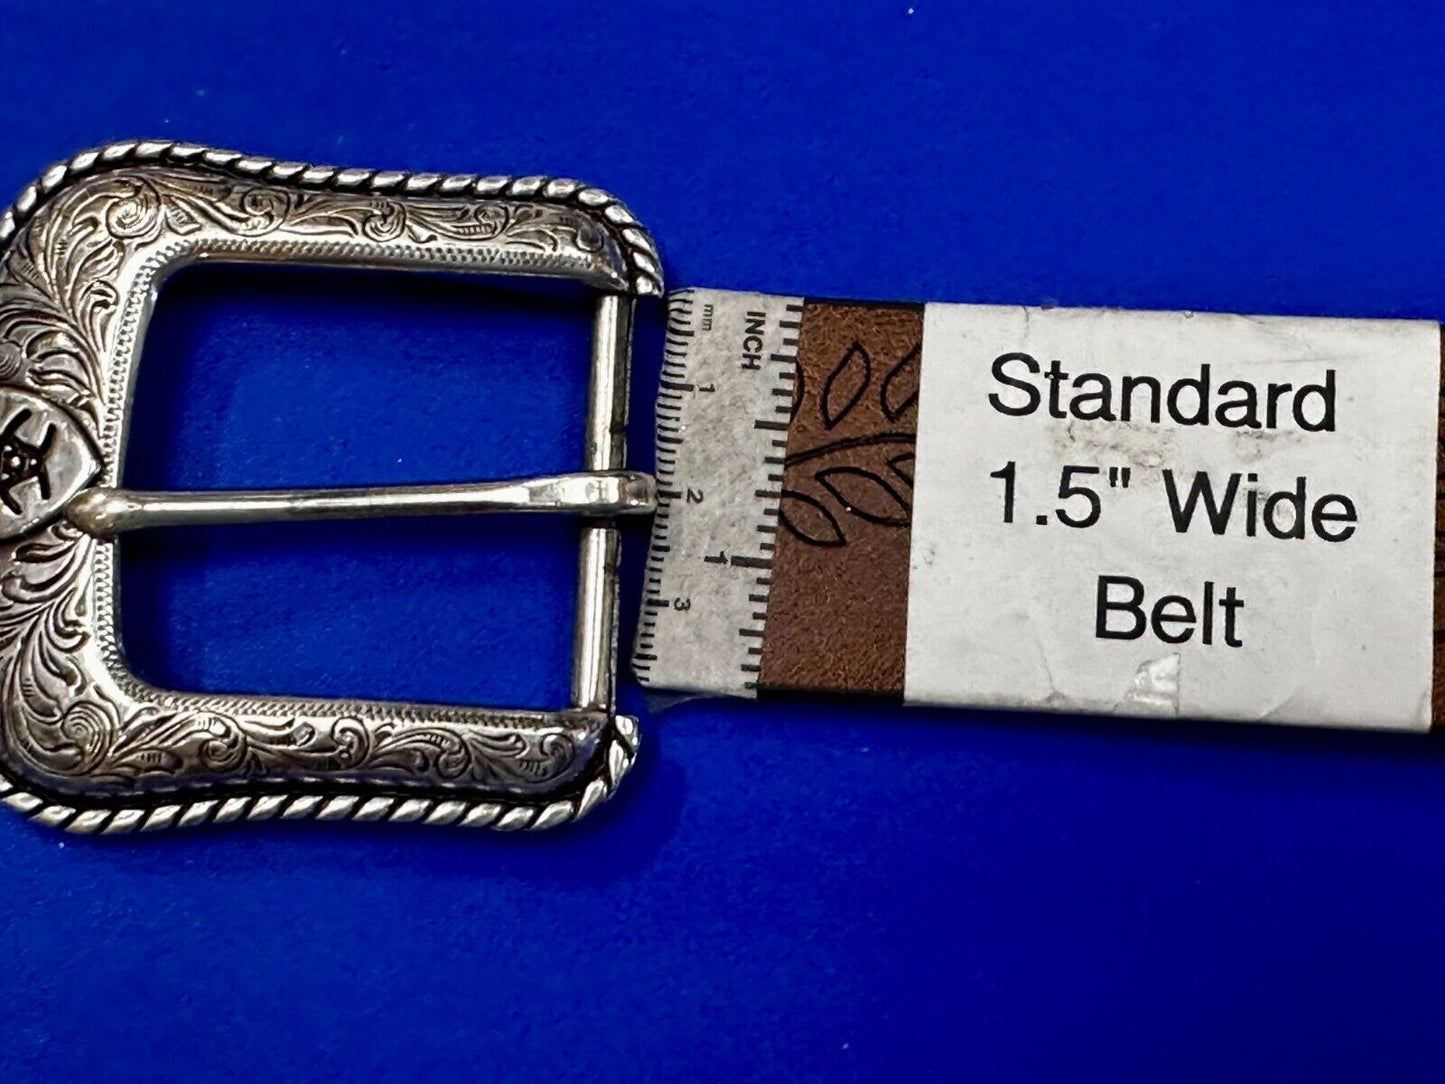 mm
INCH
1
2
1
3
Standard
1.5" Wide
Belt